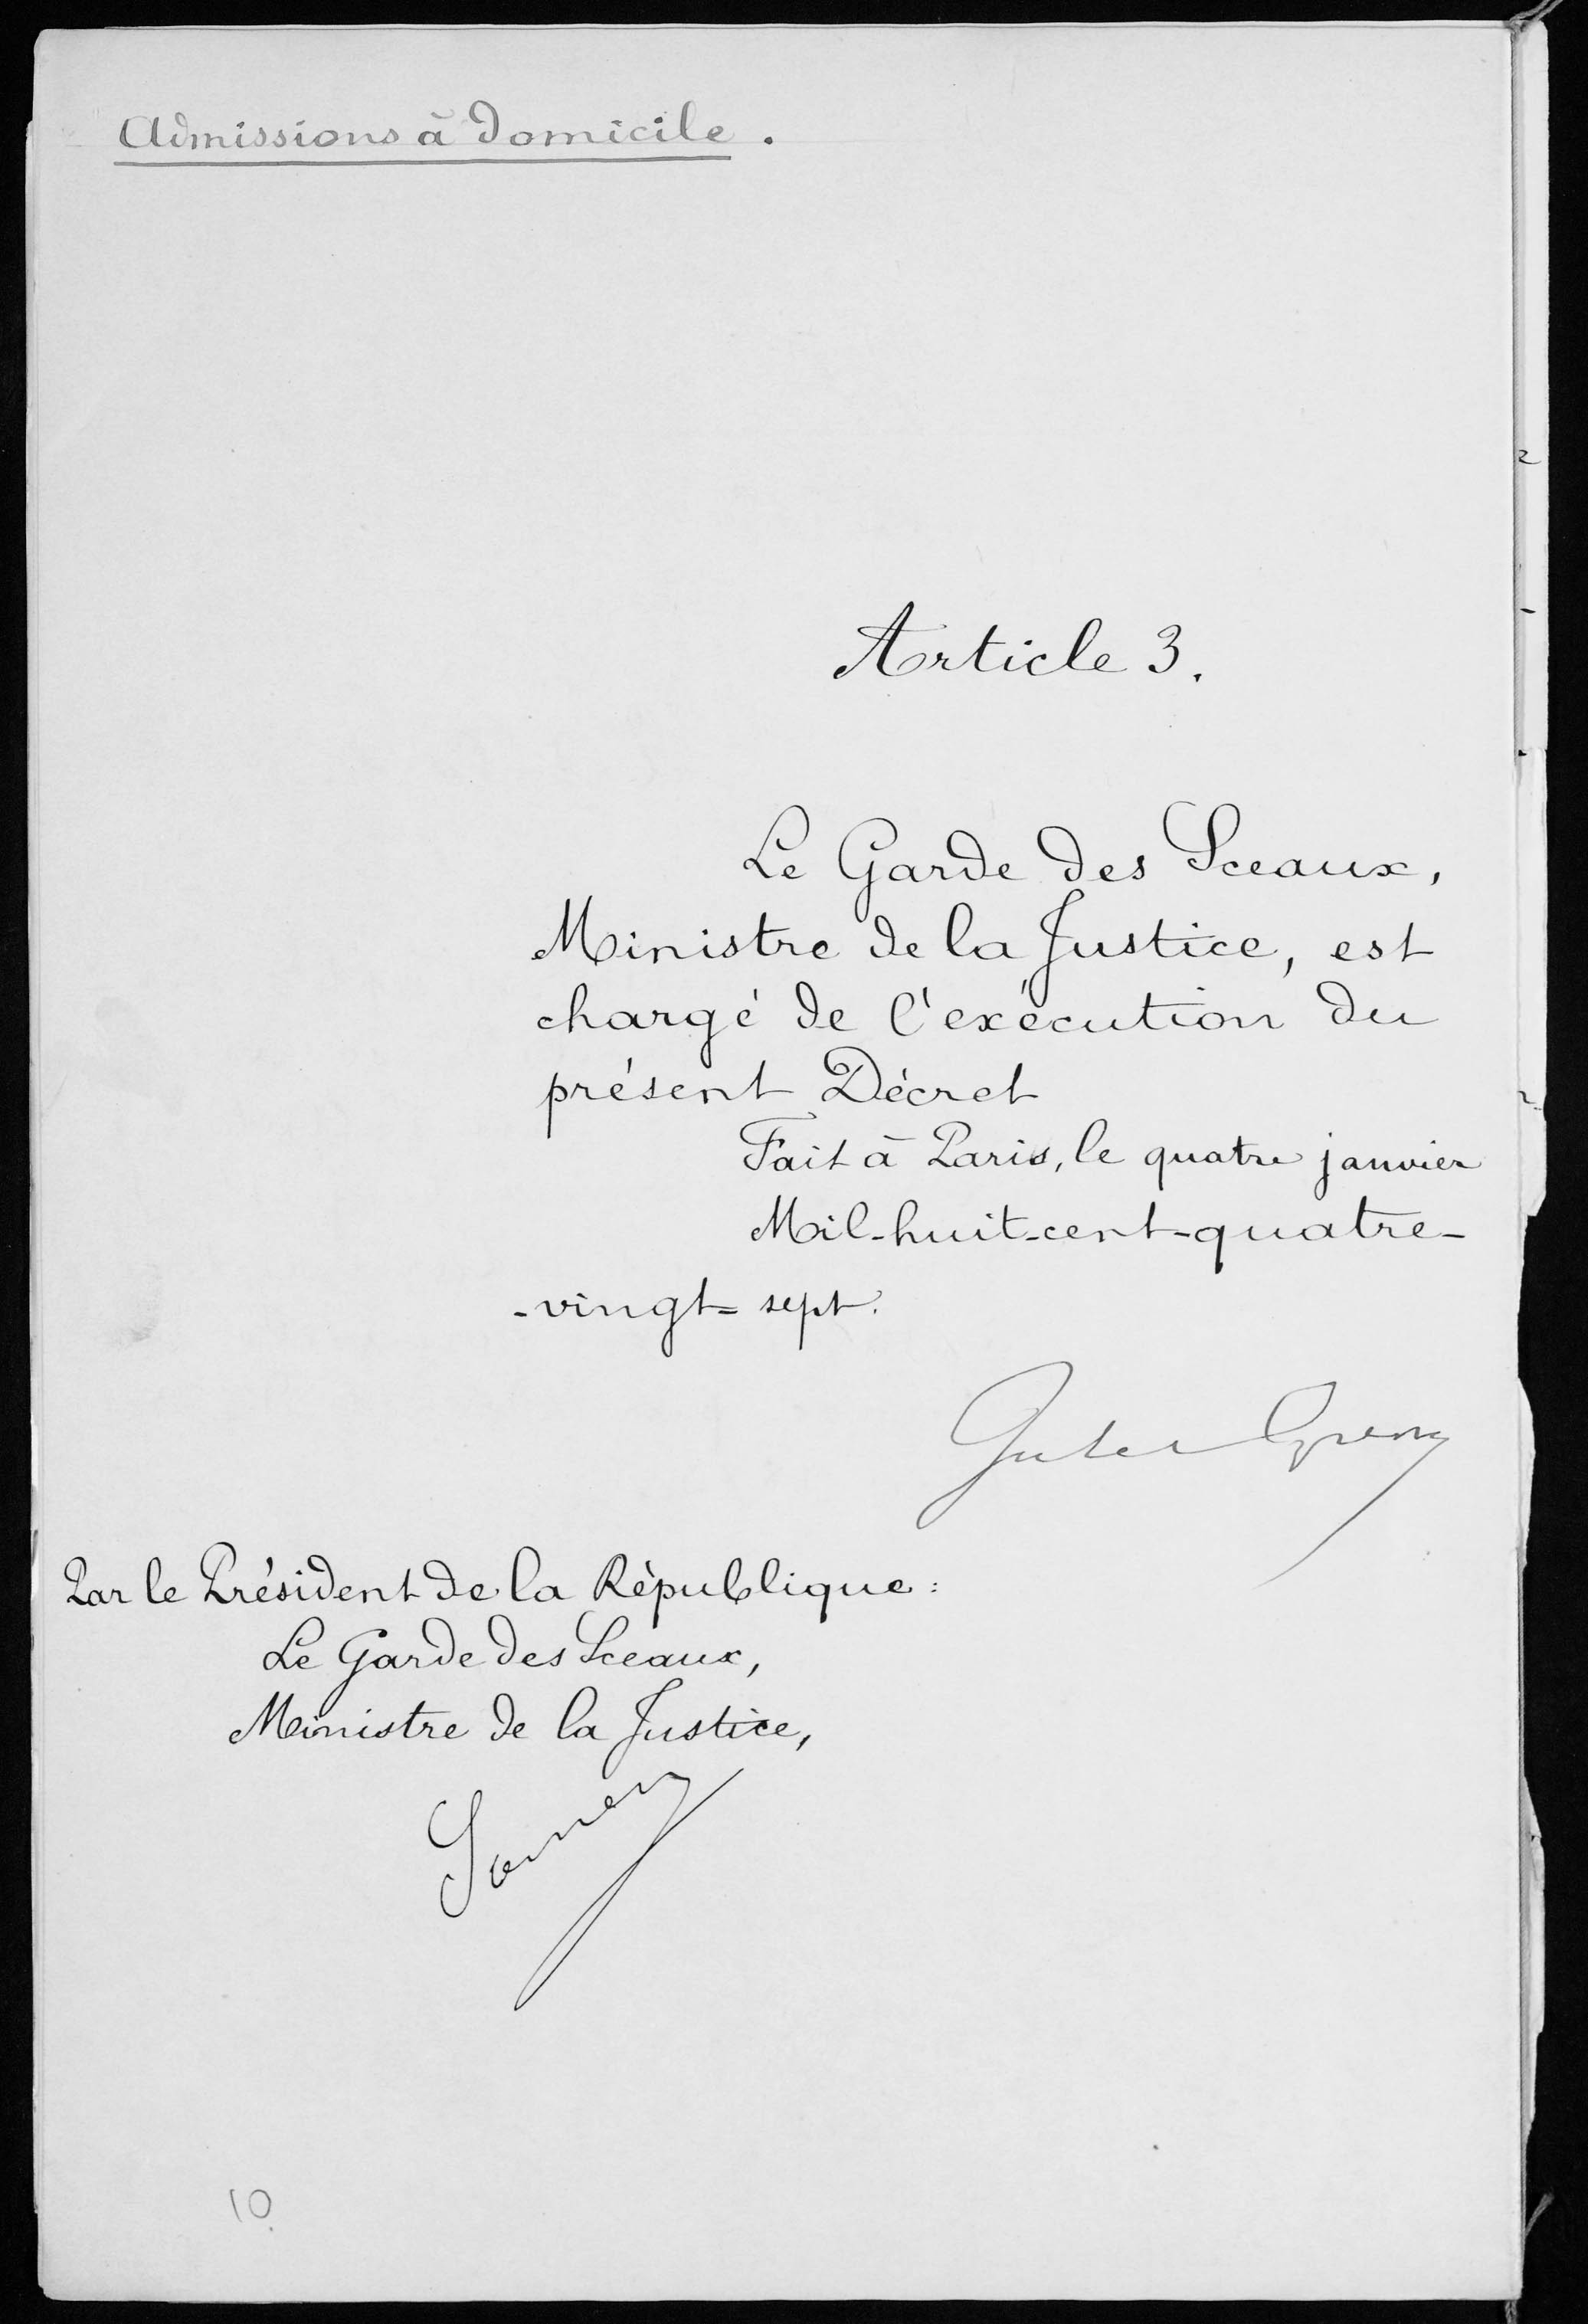 Admissions à Domicile.
Article 3.
Le Garde des Sceaux,
Ministre de la Justice, est
chargé de l'exécution du
présent Décret
Fait à Paris, le quatre janvier
Mil-huit-cent-quatre-
-vingt=sept.
Jules Grévy
Par le Président de la République:
Le Garde des Sceaux,
Ministre de la Justice,
Sarrien
10